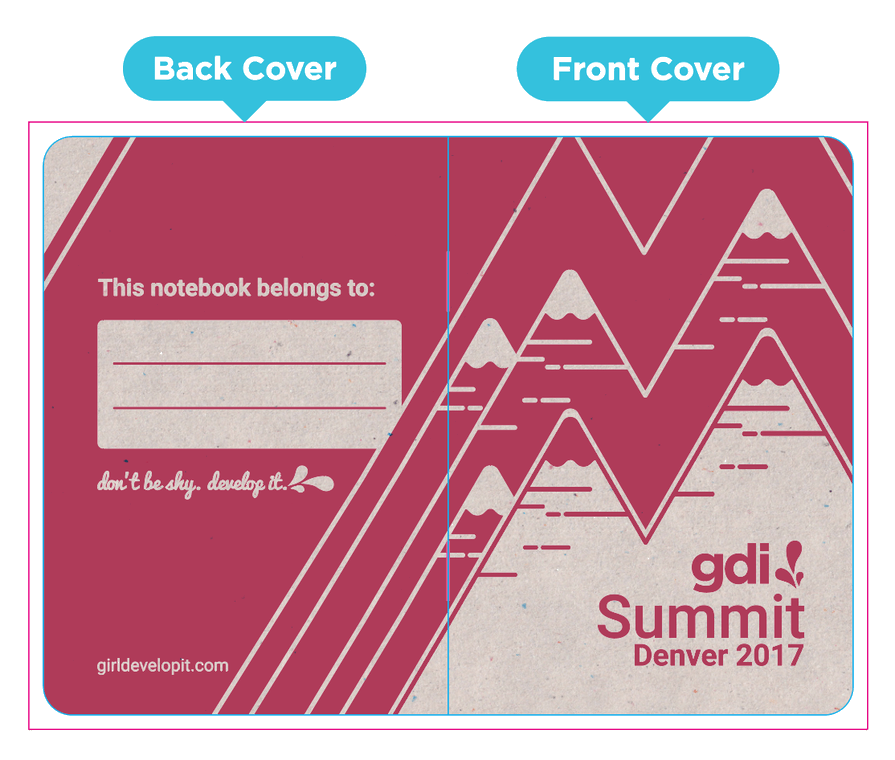 Back Cover
Front Cover
This notebook belongs to:
don't be shy. develop it.
girldevelopit.com
gdi
Summit
Denver 2017